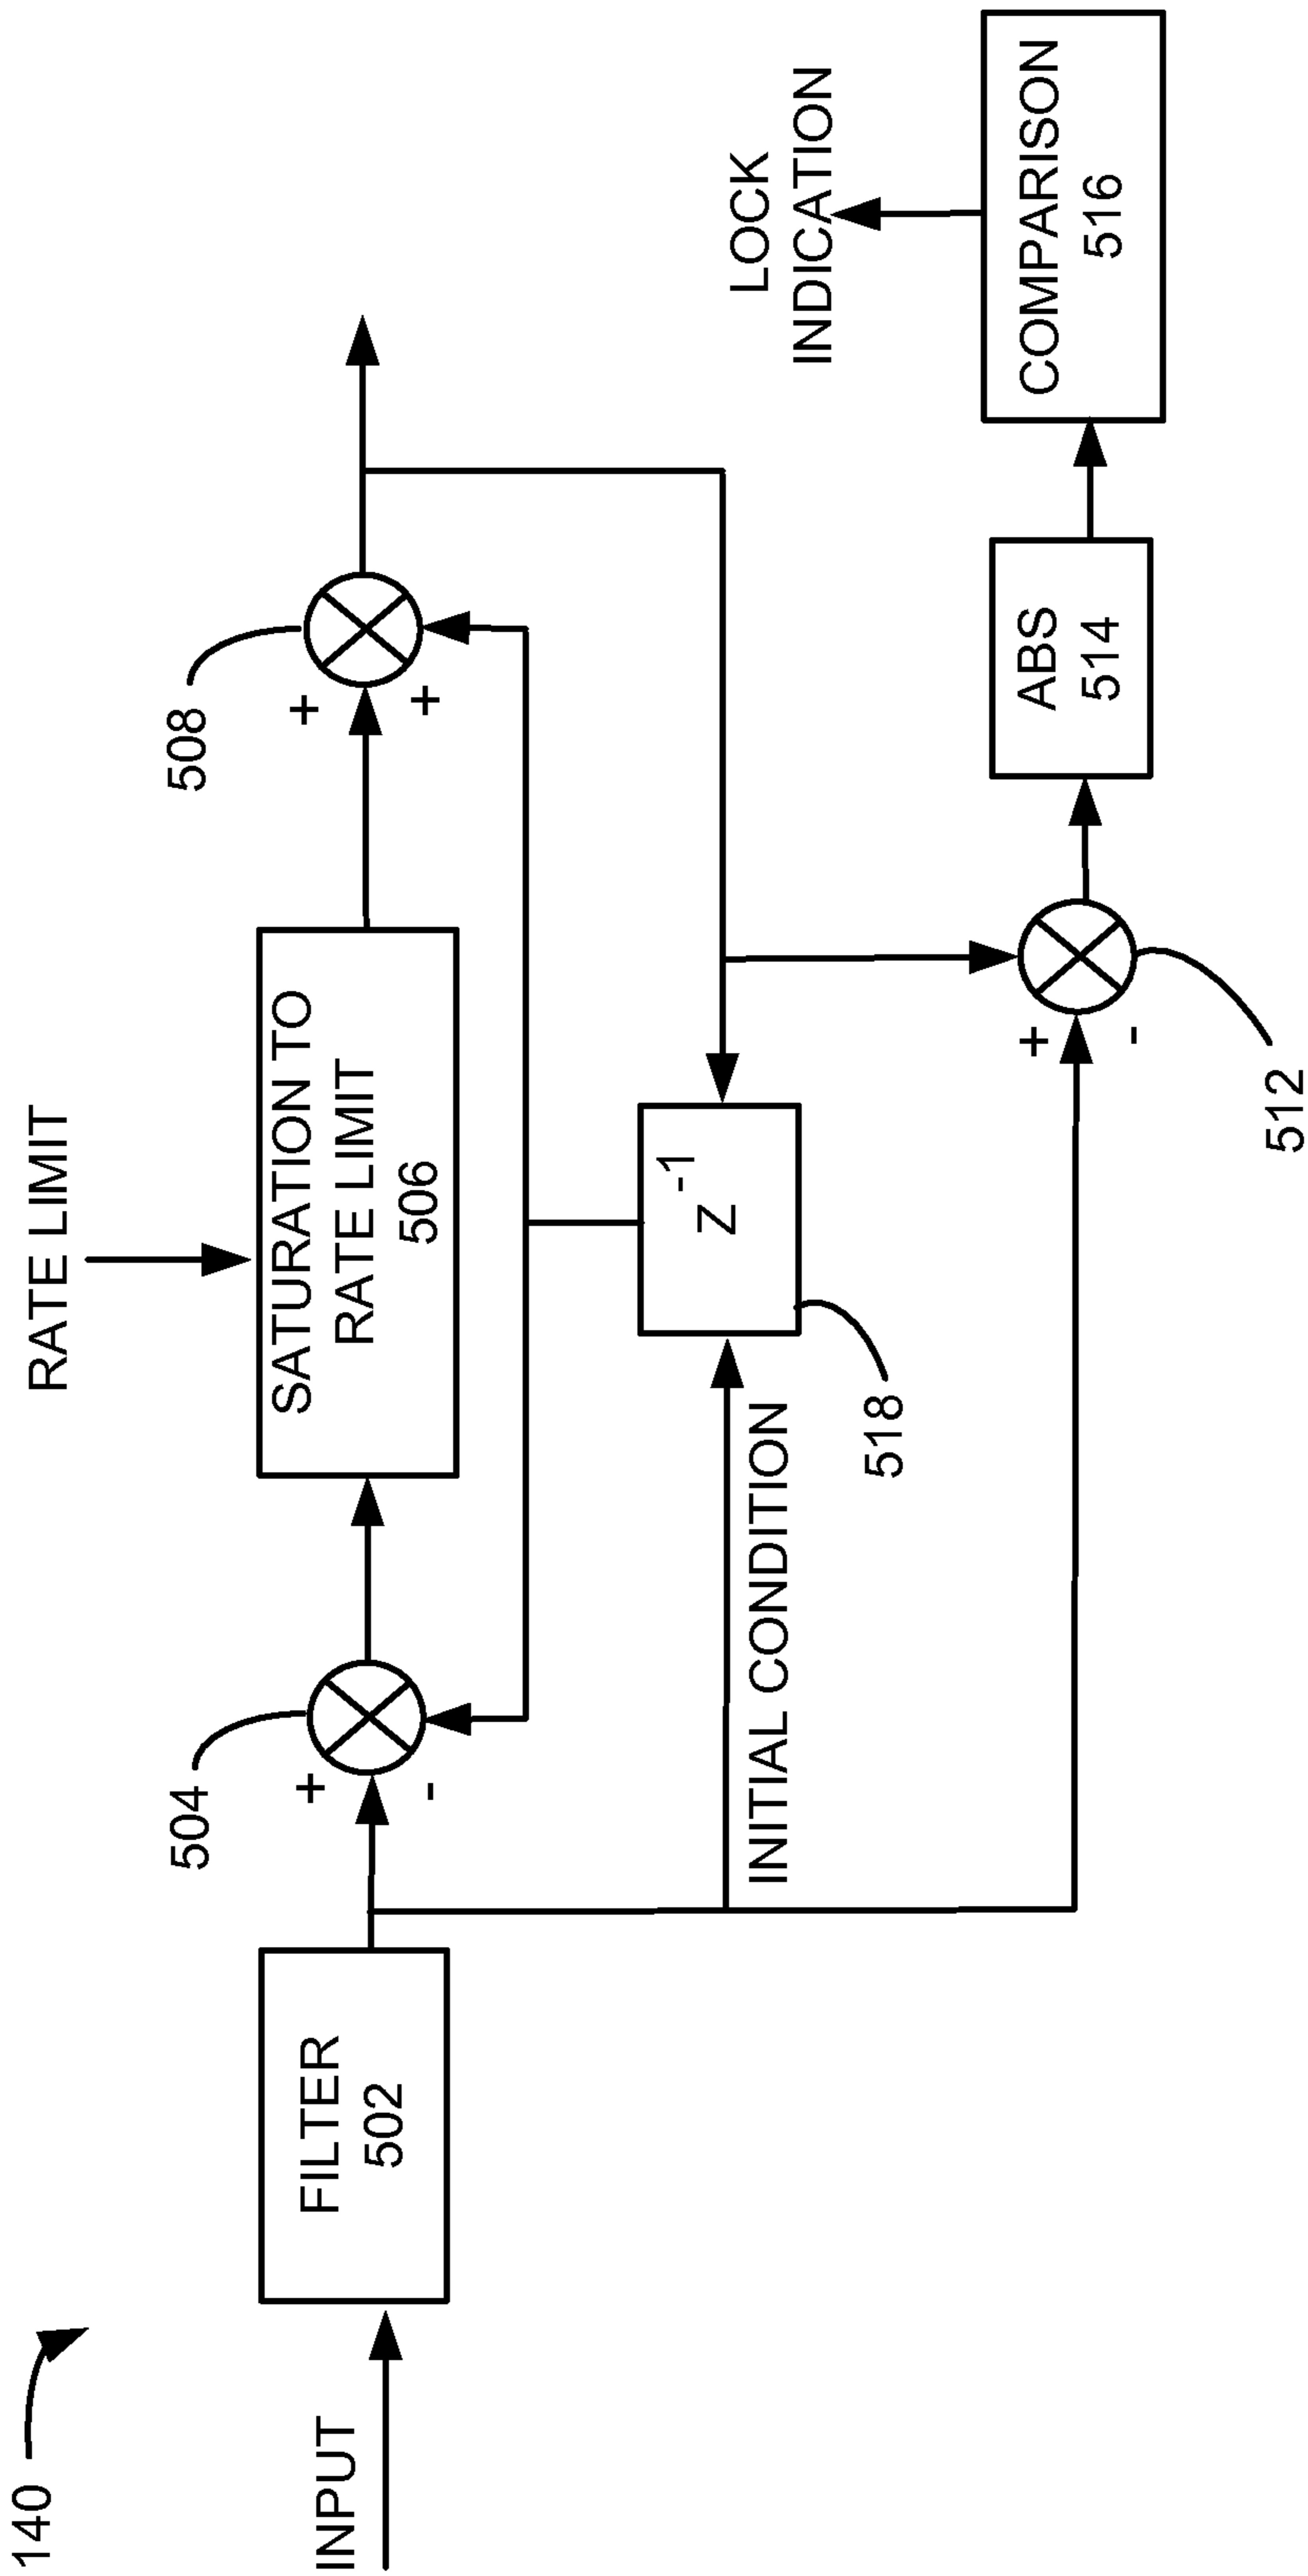 140
INPUT
FILTER
502
504
+
-
RATE LIMIT
SATURATION TO
RATE LIMIT
506
508
+
+
INITIAL CONDITION
Z-1
518
+
-
512
ABS
514
COMPARISON
516
LOCK
INDICATION